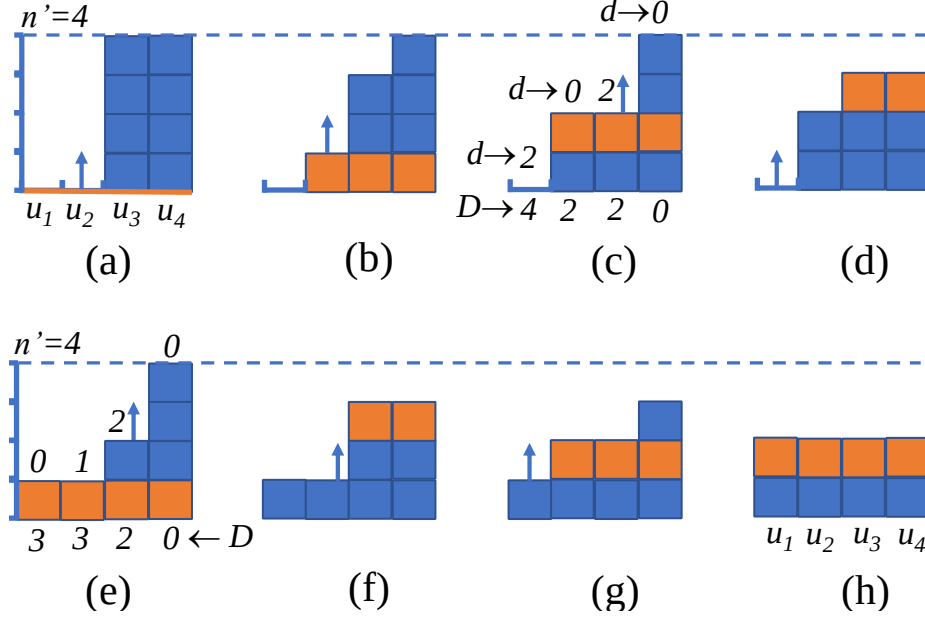 n'=4
d→0
d→0 2
d→2
u₁ u₂ u₃ u₄
D→4 2 2 0
(a) (b) (c) (d)
n'=4
0
2
0 1
3 3 2 0←D
u₁ u₂ u₃ u₄
(e) (f) (g) (h)